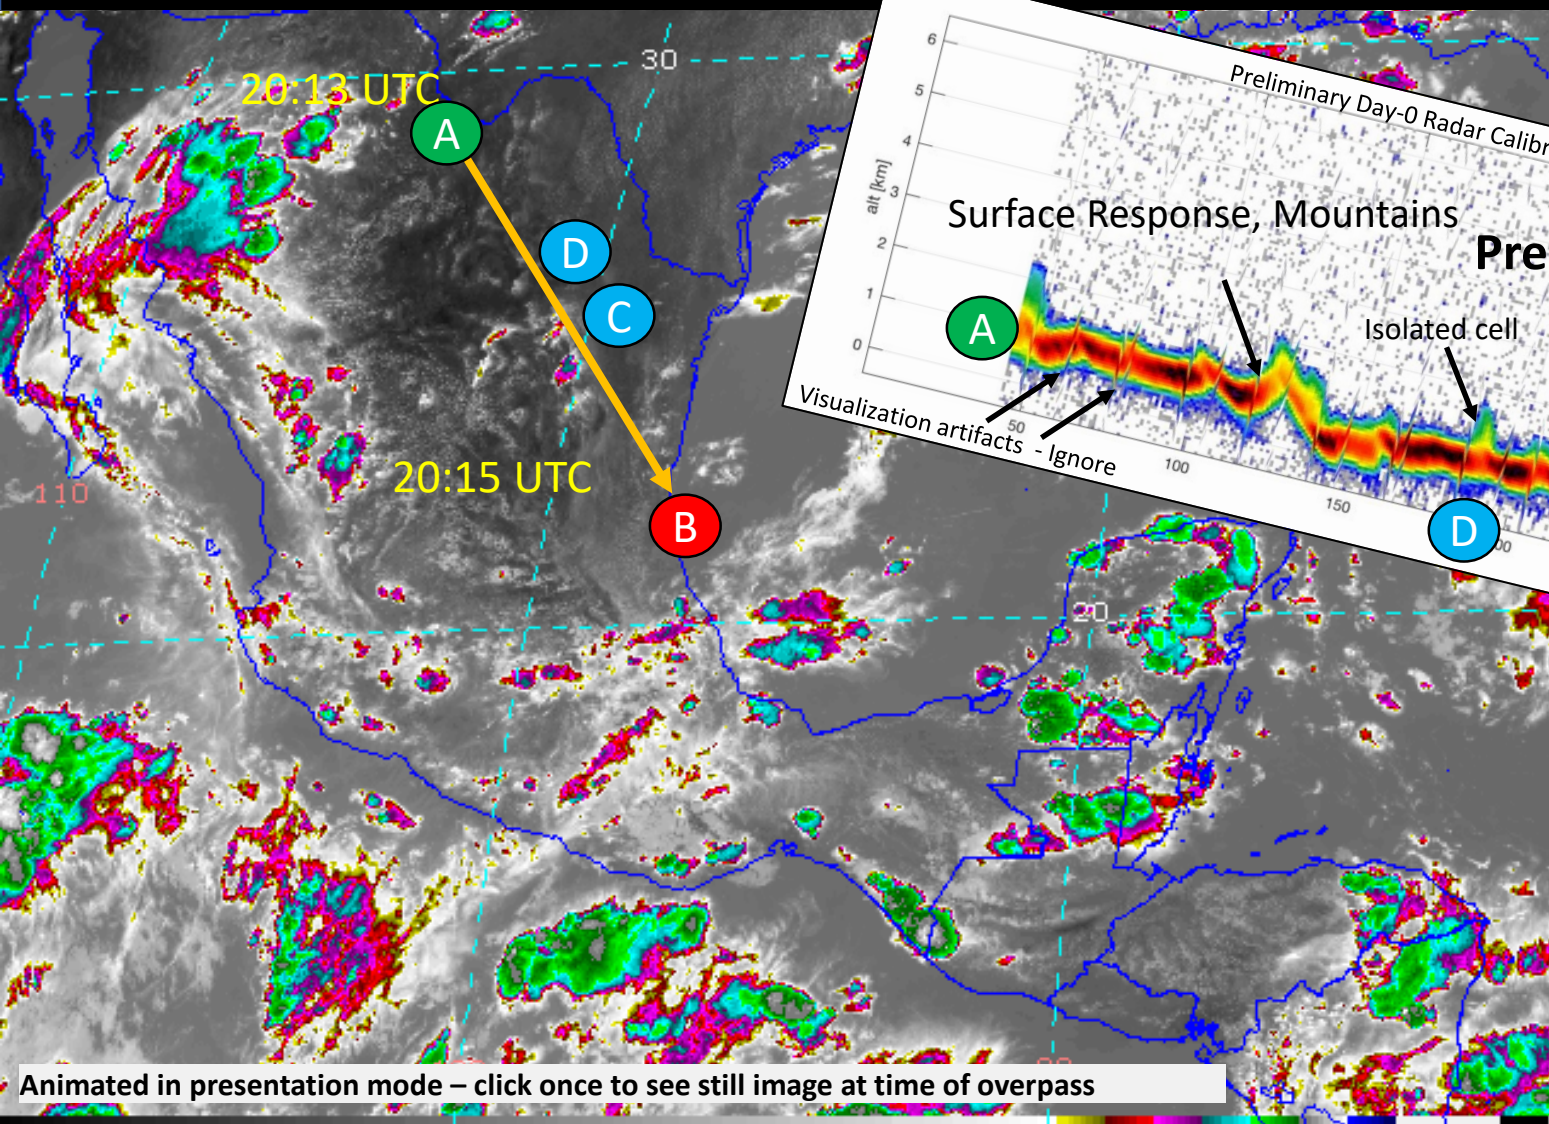 30
20:13 UTC
A
D
C
20:15 UTC
B
110
20
6
5
4
3
2
1
0
alt [km]
Preliminary Day-0 Radar Calibr
Surface Response, Mountains
Pre
Isolated cell
A
Visualization artifacts - Ignore
50
100
150
D
00
Animated in presentation mode – click once to see still image at time of overpass